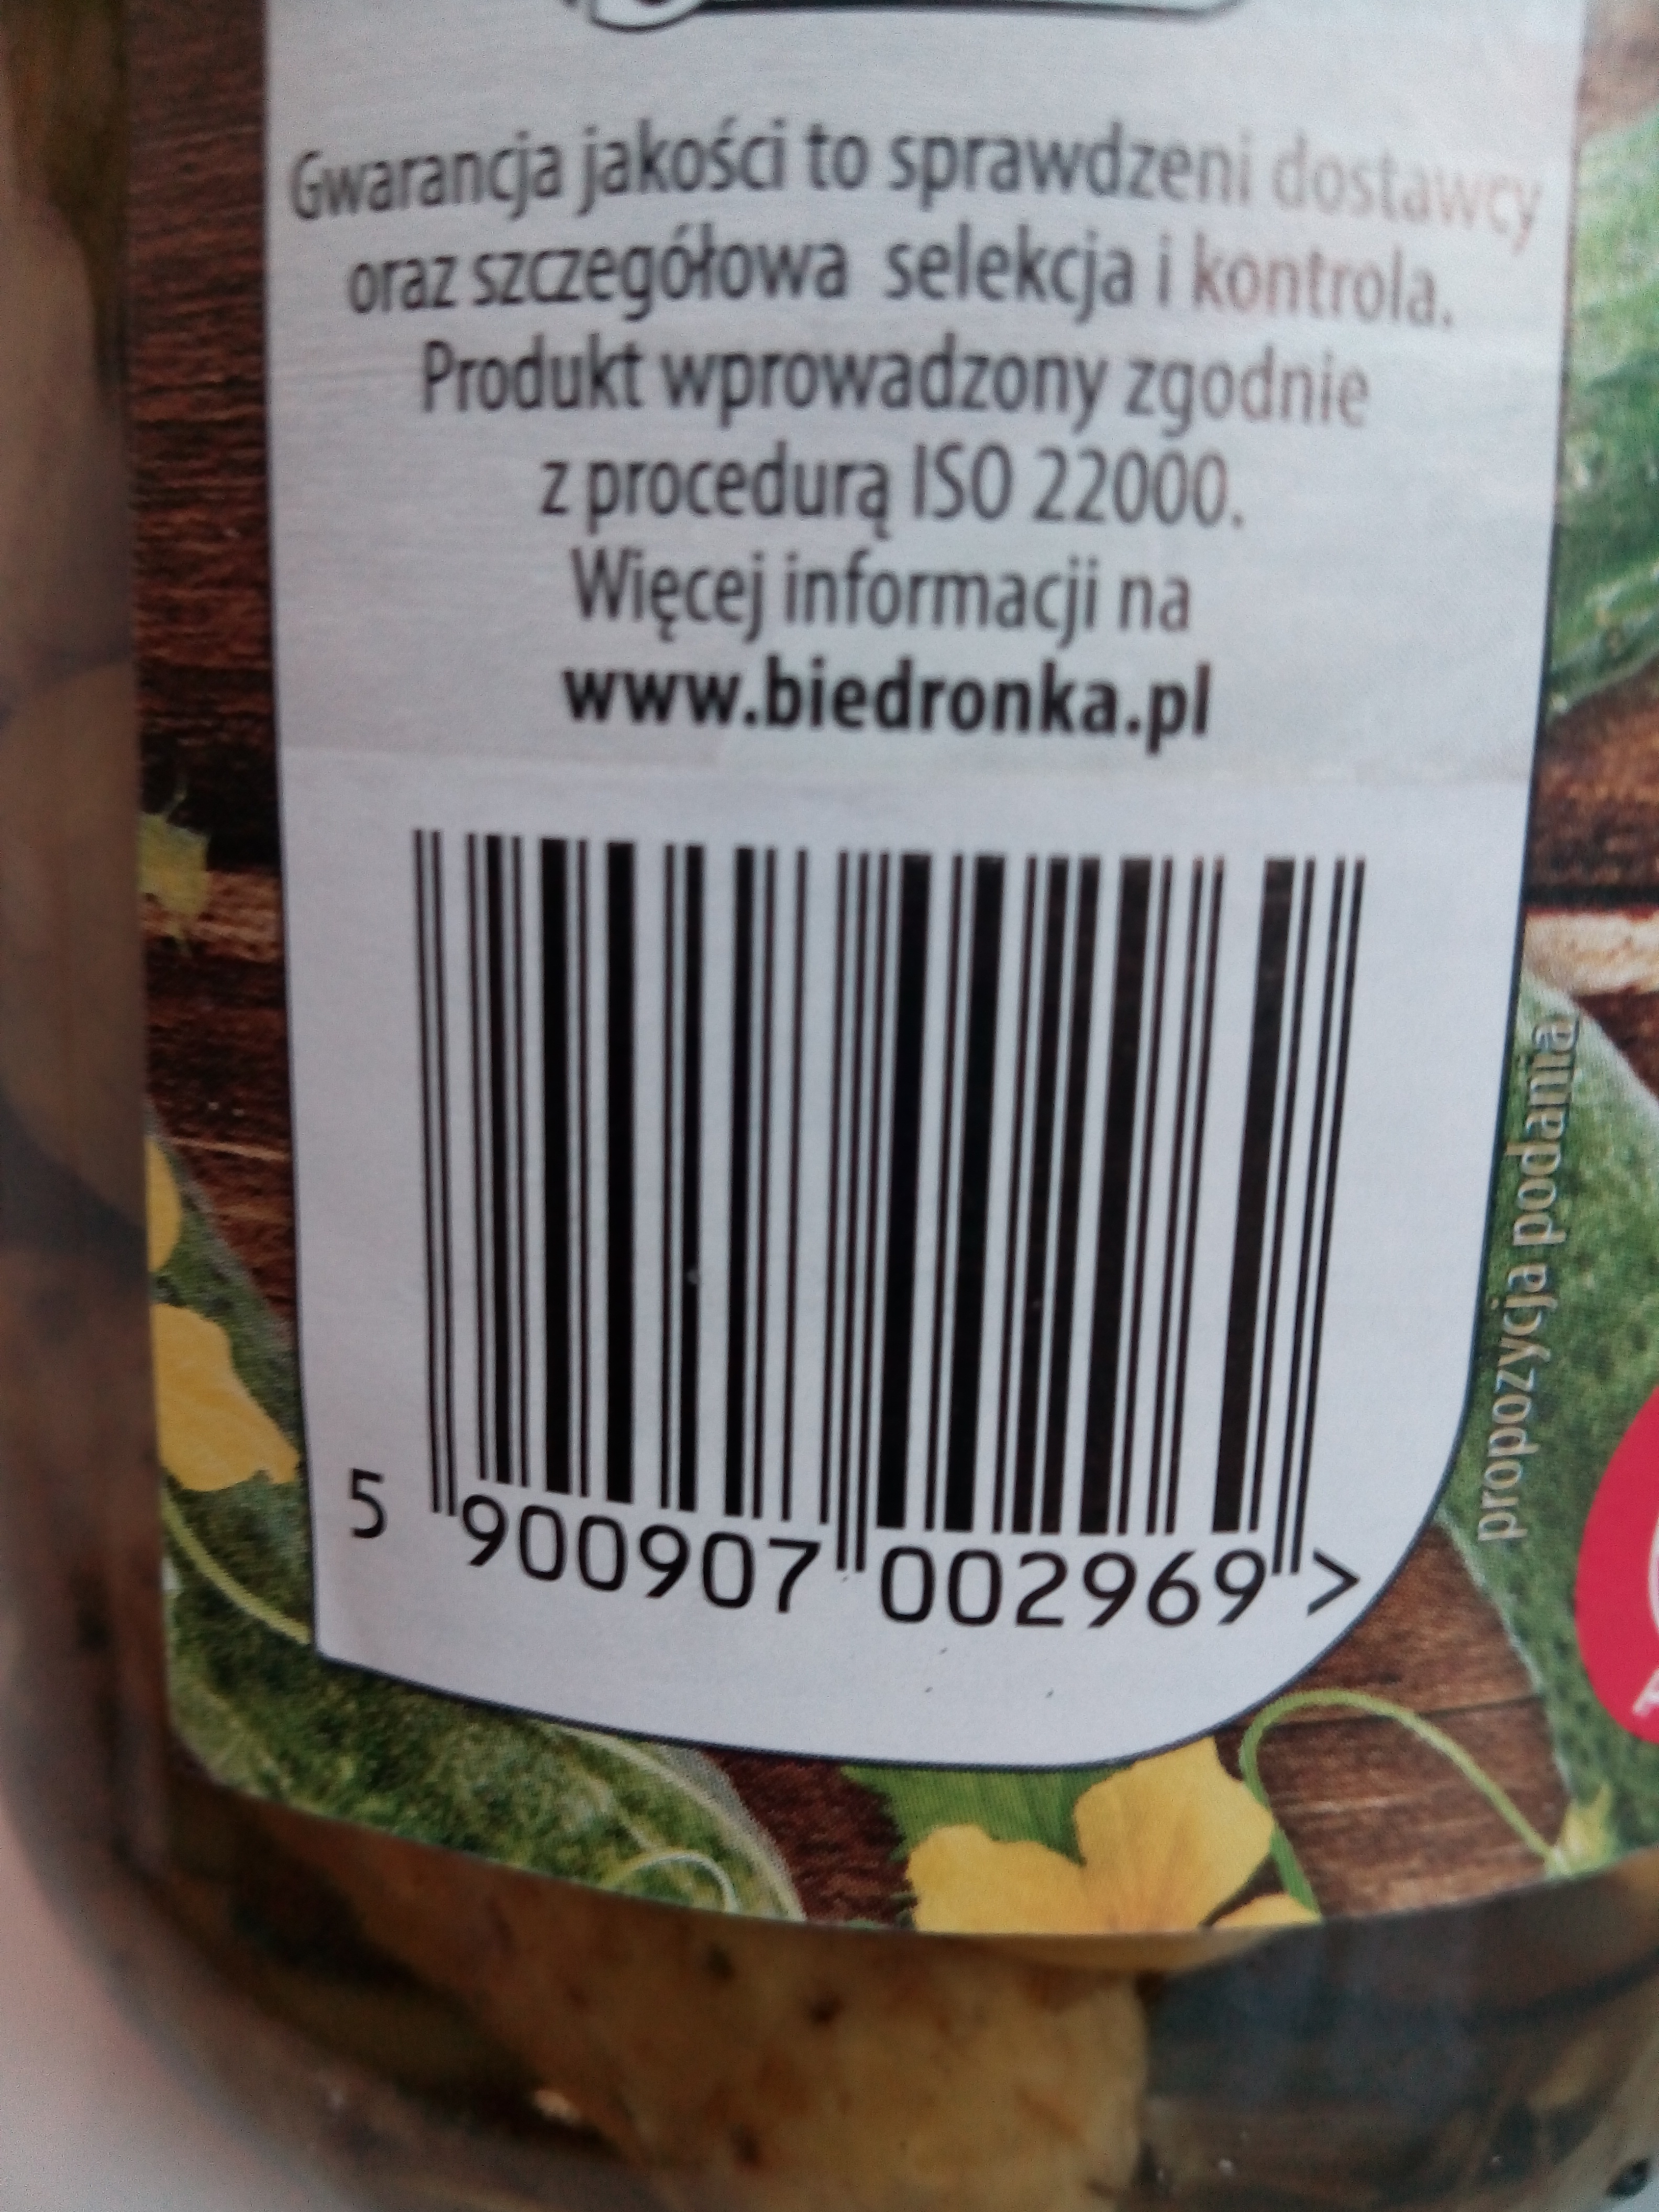 Gwarancja jakości to sprawdzeni dostawcy
oraz szczegółowa selekcja i kontrola.
Produkt wprowadzony zgodnie
z procedurą ISO 22000.
Więcej informacji na
www.biedronka.pl
5 900907 002969 >
propozycja podania